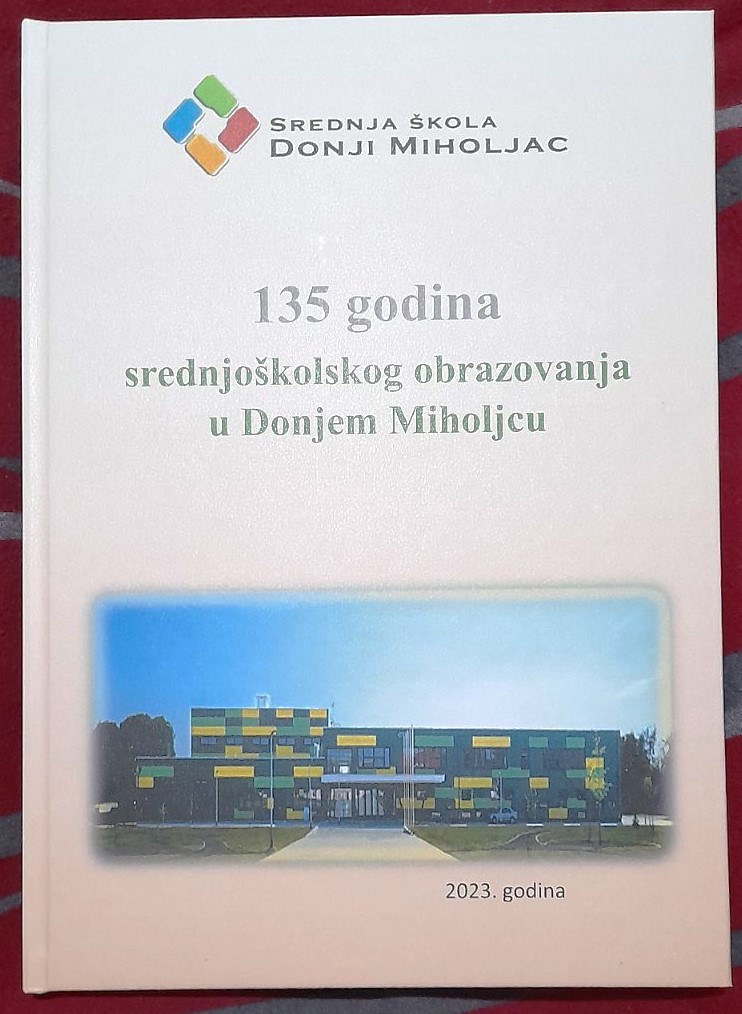 SREDNJA ŠKOLA
DONJI MIHOLJAC
135 godina
srednjoškolskog obrazovanja
u Donjem Miholjcu
2023. godina